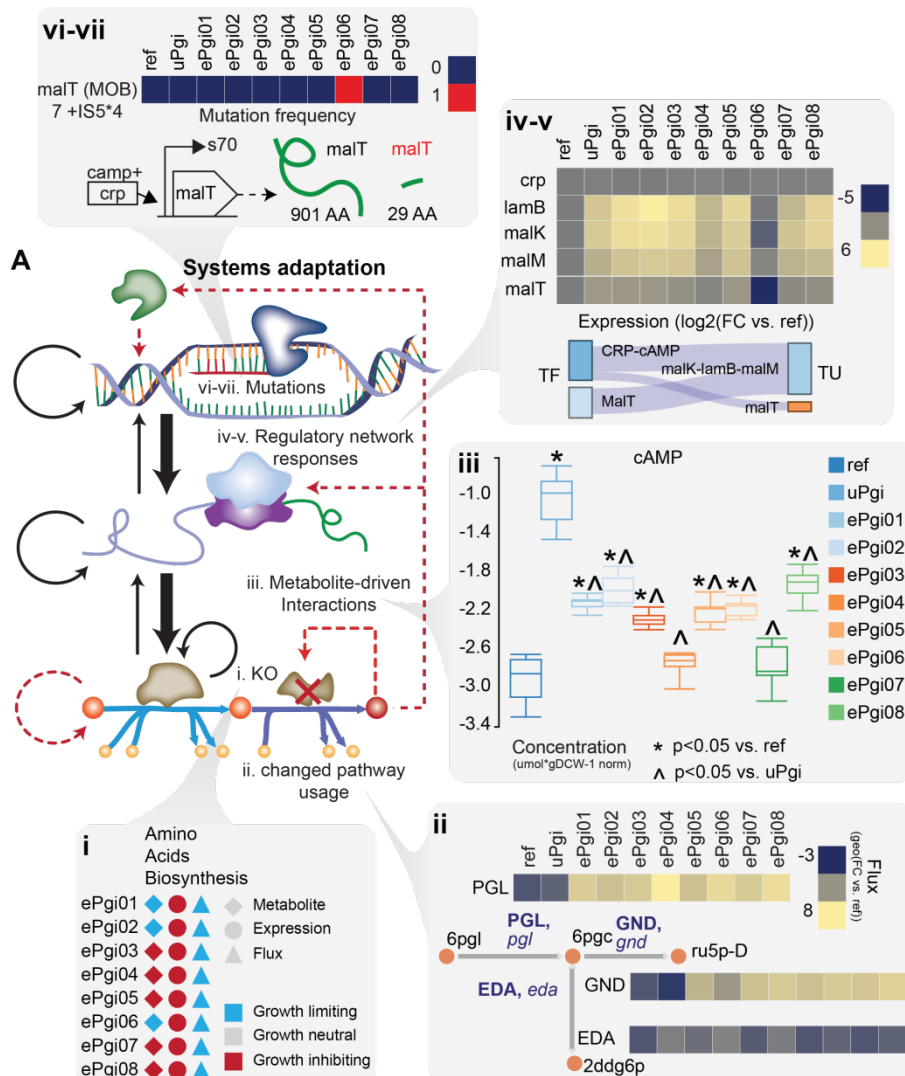 vi-vii
ref
uPgi
ePgi01
ePgi02
ePgi03
ePgi04
ePgi05
ePgi06
ePgi07
ePgi08
malT (MOB)
7 +IS5*4
0
1
Mutation frequency
camp+
crp
s70
malT
malT
malT
901 AA
29 AA
iv-v
ref
uPgi
ePgi01
ePgi02
ePgi03
ePgi04
ePgi05
ePgi06
ePgi07
ePgi08
crp
lamB
malK
malM
malT
-5
6
Expression (log2(FC vs. ref))
TF
CRP-cAMP
malK-lamB-malM
TU
MalT
malT
A
Systems adaptation
vi-vii. Mutations
iv-v. Regulatory network
responses
iii. Metabolite-driven
Interactions
i. KO
ii. changed pathway
usage
iii
cAMP
-1.0
-1.4
-1.8
-2.2
-2.6
-3.0
-3.4
*
*^
*^
*^
^
*^
*^
^
*^
ref
uPgi
ePgi01
ePgi02
ePgi03
ePgi04
ePgi05
ePgi06
ePgi07
ePgi08
Concentration
(umol*gDCW-1 norm)
* p<0.05 vs. ref
^ p<0.05 vs. uPgi
i
Amino
Acids
Biosynthesis
ePgi01
ePgi02
ePgi03
ePgi04
ePgi05
ePgi06
ePgi07
ePgi08
Metabolite
Expression
Flux
Growth limiting
Growth neutral
Growth inhibiting
ii
ref
uPgi
ePgi01
ePgi02
ePgi03
ePgi04
ePgi05
ePgi06
ePgi07
ePgi08
PGL
-3
8
Flux
(geo(FC vs. ref))
6pgl
PGL,
pgl
6pgc
GND,
gnd
ru5p-D
EDA, eda
GND
EDA
2ddg6p